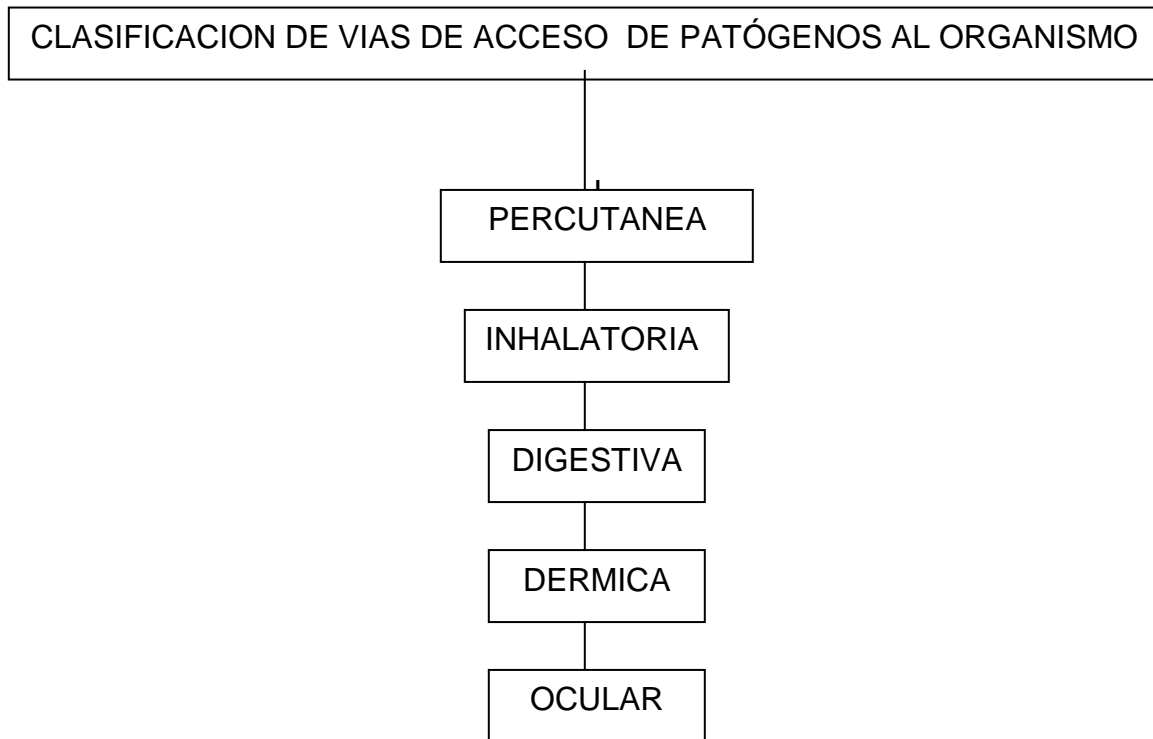 CLASIFICACION DE VIAS DE ACCESO DE PATÓGENOS AL ORGANISMO
PERCUTANEA
INHALATORIA
DIGESTIVA
DERMICA
OCULAR